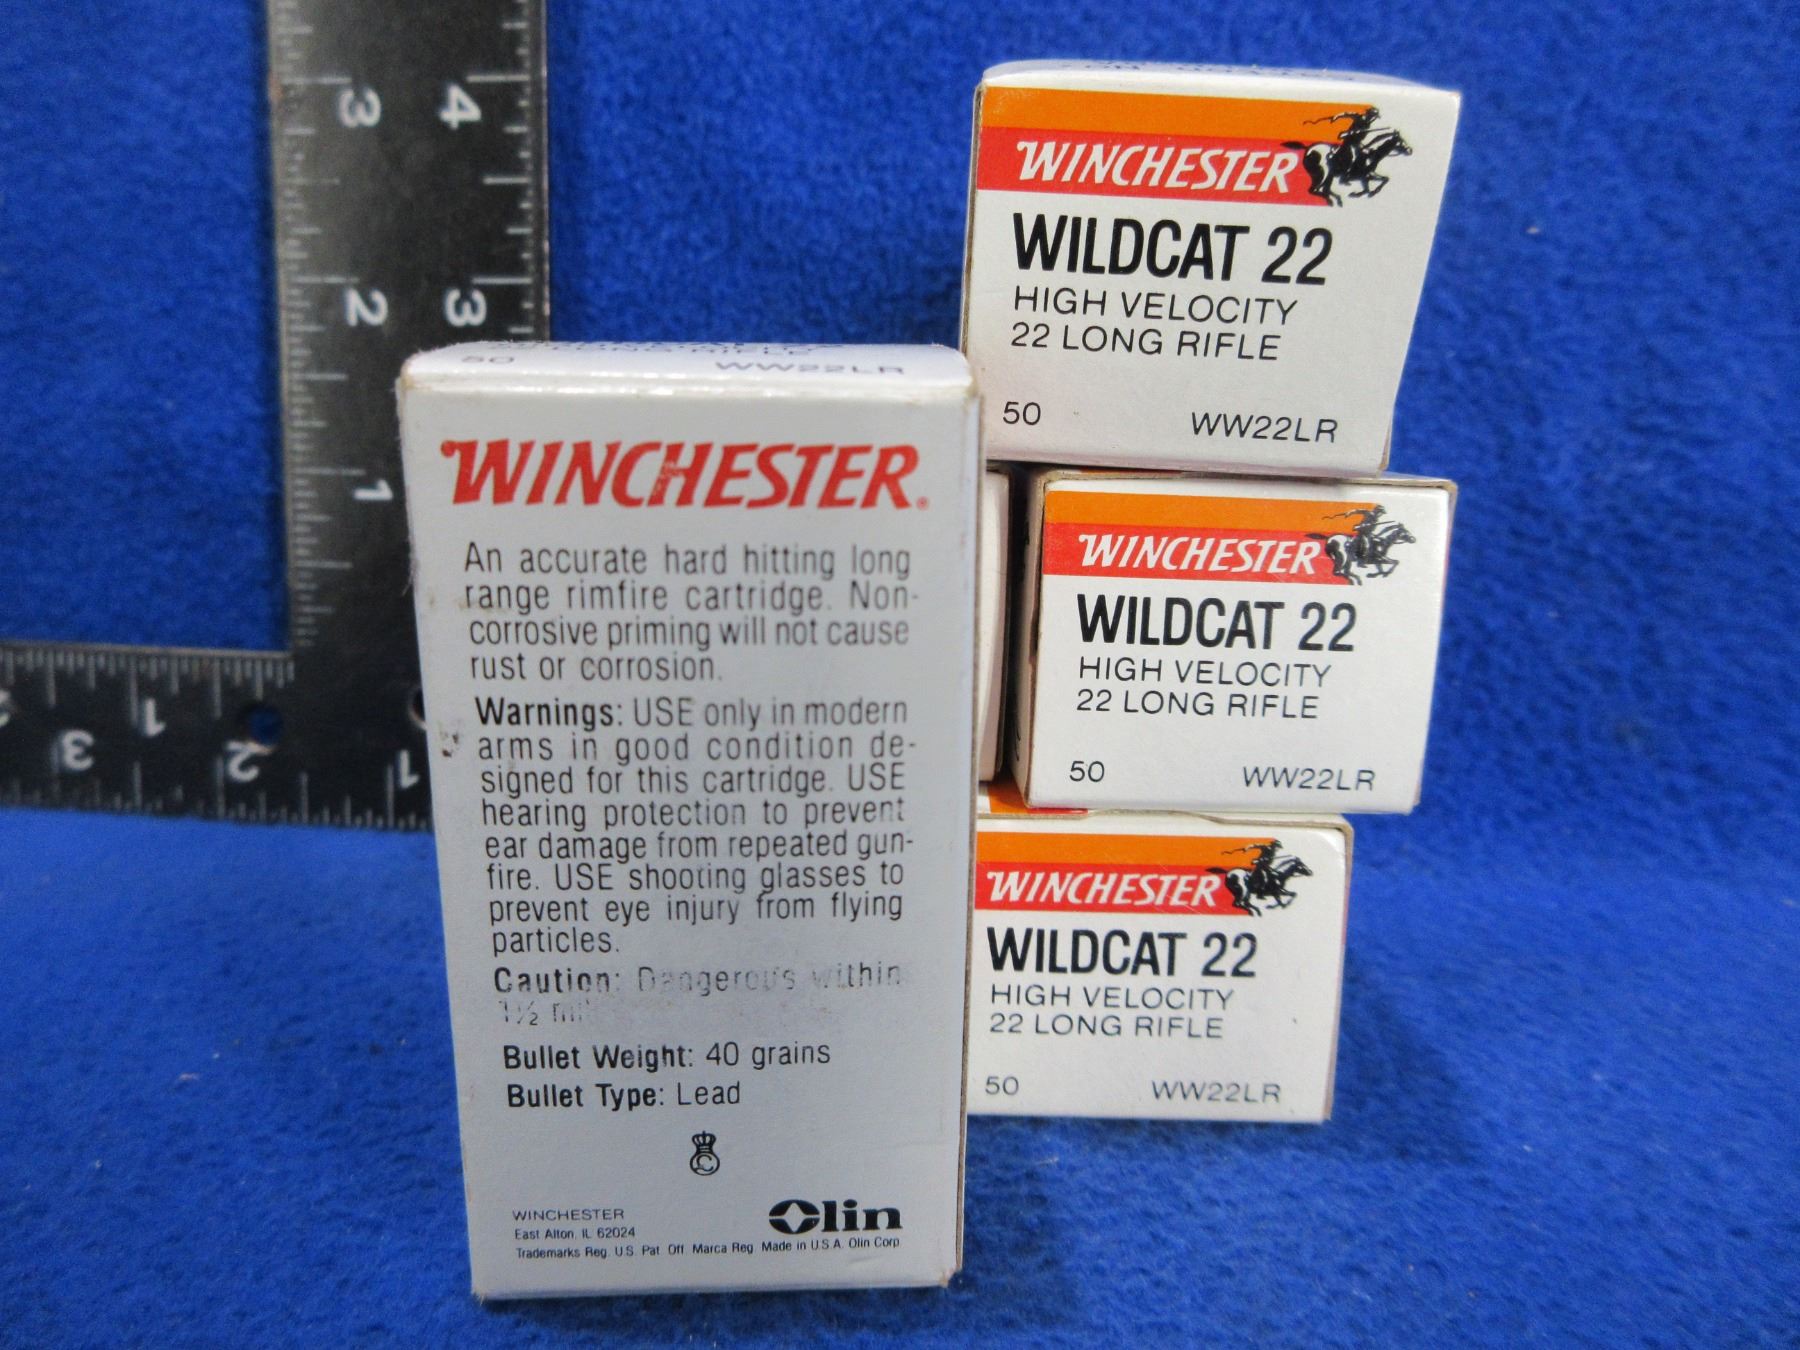 3 4
2 3
1
1 2 1
3
50 WW22LR
WINCHESTER
An accurate hard hitting long
range rimfire cartridge. Non-
corrosive priming will not cause
rust or corrosion.
Warnings: USE only in modern
arms in good condition de-
signed for this cartridge. USE
hearing protection to prevent
ear damage from repeated gun-
fire. USE shooting glasses to
prevent eye injury from flying
particles.
Caution: Dangerous within
1½
Bullet Weight: 40 grains
Bullet Type: Lead
C
Olin
WINCHESTER
East Alton, IL 62024
Trademarks Reg. U.S. Pat. Off. Marca Reg. Made in U.S.A. Olin Corp
WINCHESTER
WILDCAT 22
HIGH VELOCITY
22 LONG RIFLE
50 WW22LR
WINCHESTER
WILDCAT 22
HIGH VELOCITY
22 LONG RIFLE
50 WW22LR
WINCHESTER
WILDCAT 22
HIGH VELOCITY
22 LONG RIFLE
50 WW22LR